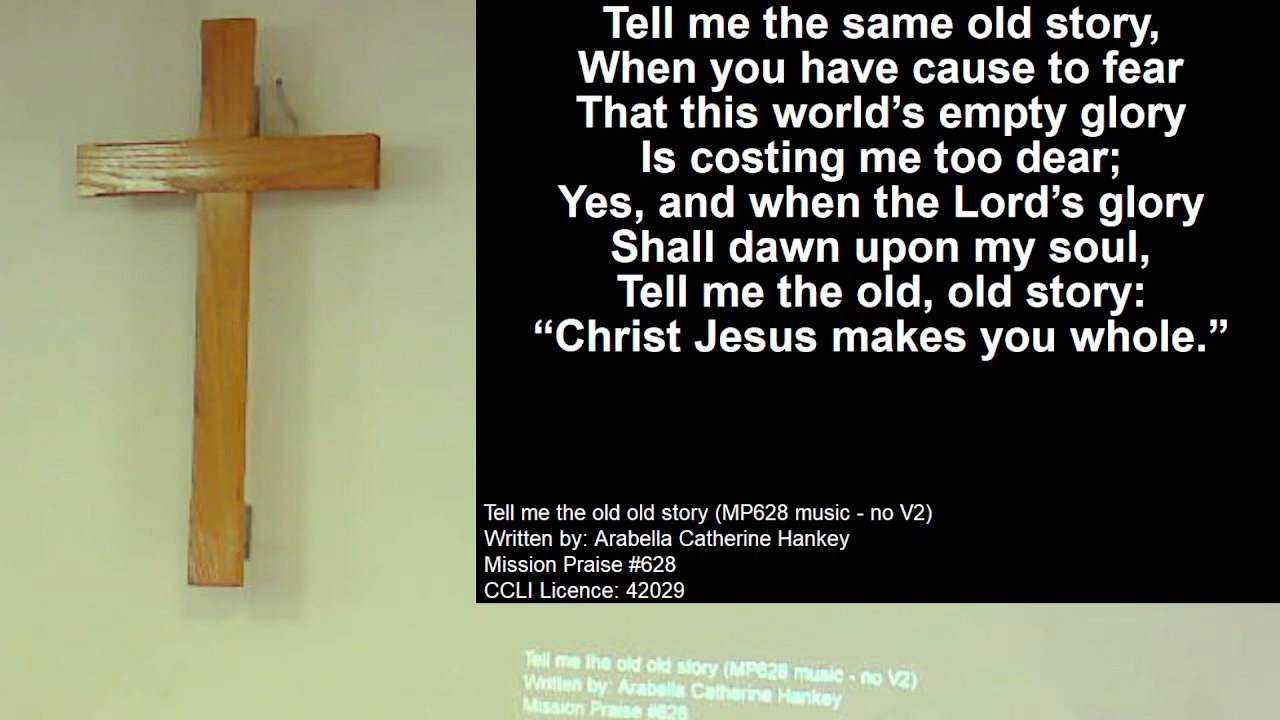 Tell me the same old story,
When you have cause to fear
That this world’s empty glory
Is costing me too dear;
Yes, and when the Lord’s glory
Shall dawn upon my soul,
Tell me the old, old story:
“Christ Jesus makes you whole.”
Tell me the old old story (MP628 music - no V2)
Written by: Arabella Catherine Hankey
Mission Praise #628
CCLI Licence: 42029
Tell me the old old story (MP628 music - no V2)
Written by: Arabella Catherine Hankey
Mission Praise #628